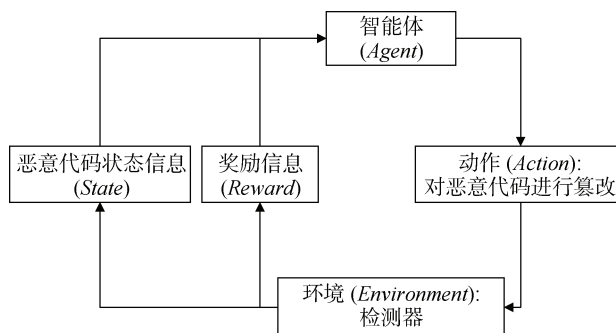 智能体
(Agent)
恶意代码状态信息
(State)
奖励信息
(Reward)
动作 (Action):
对恶意代码进行篡改
环境 (Environment):
检测器